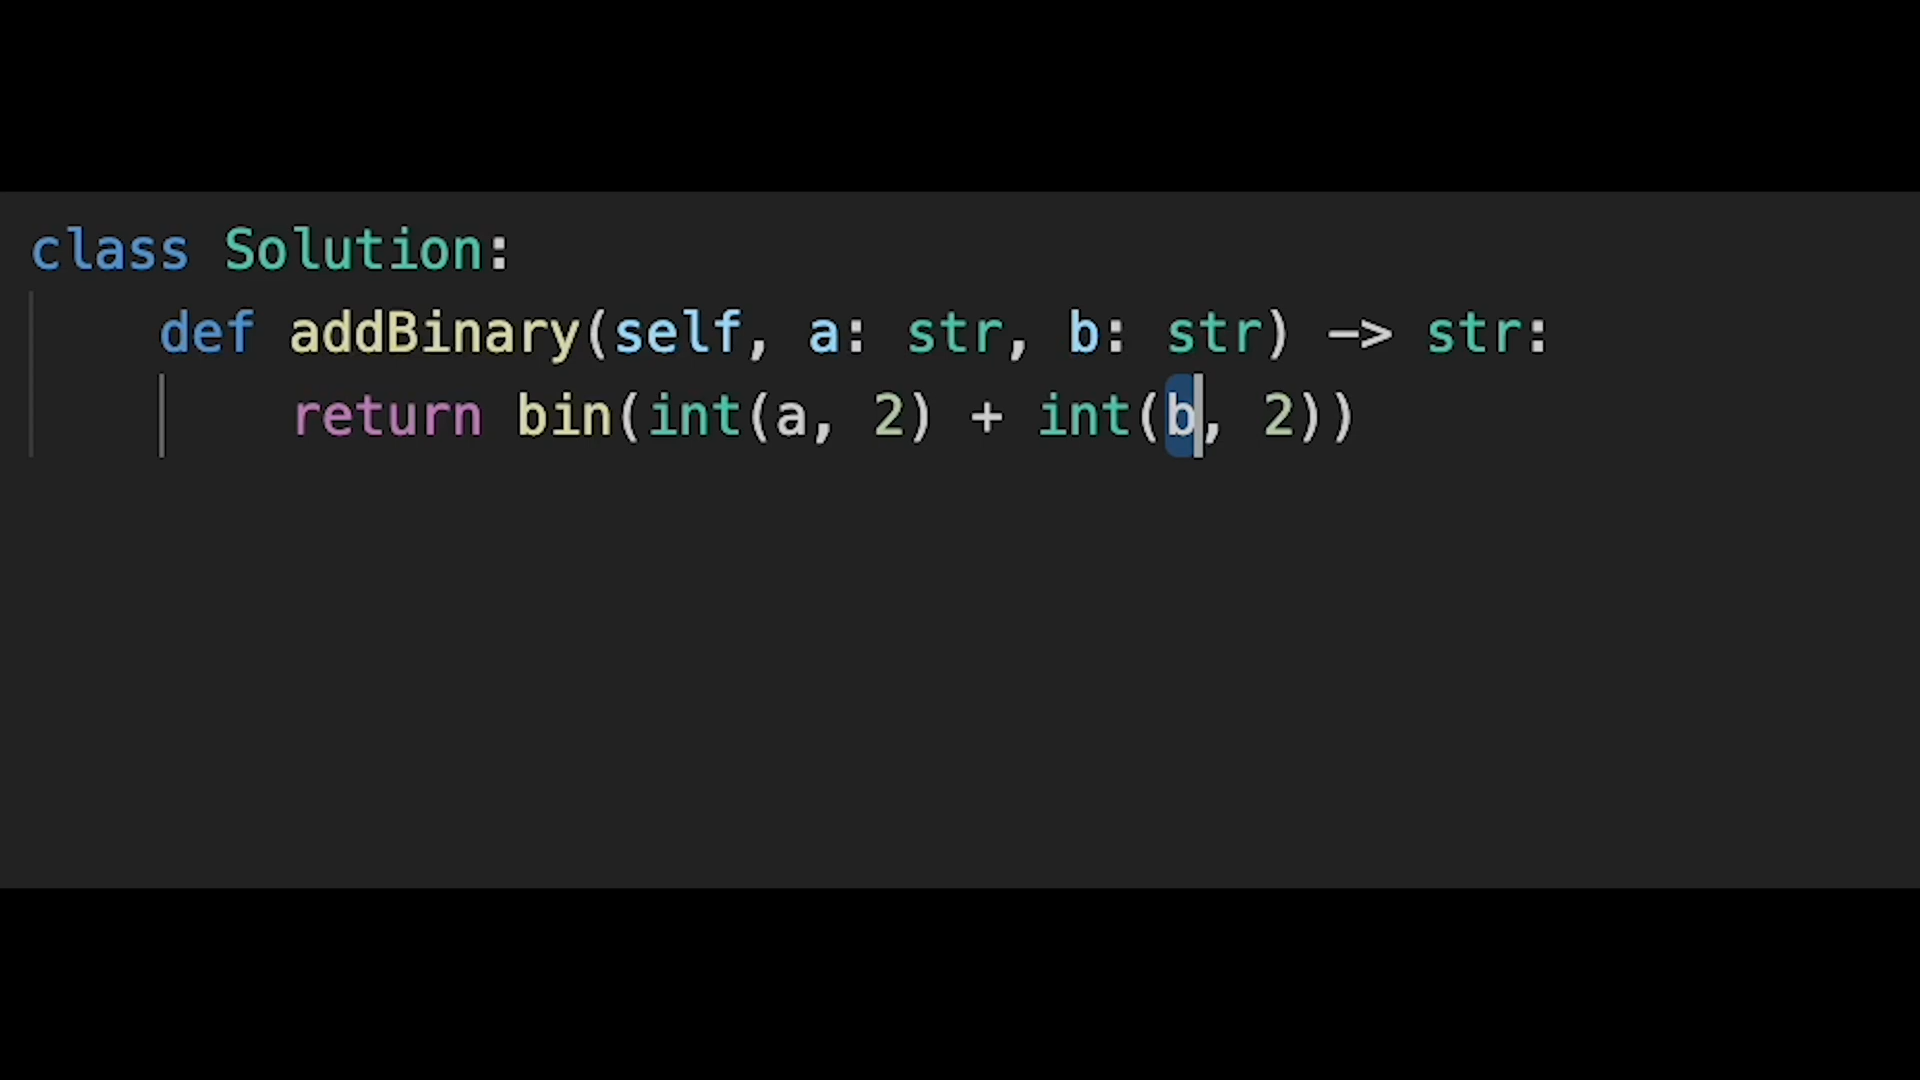 class Solution:
    def addBinary(self, a: str, b: str) -> str:
        return bin(int(a, 2) + int(b, 2))